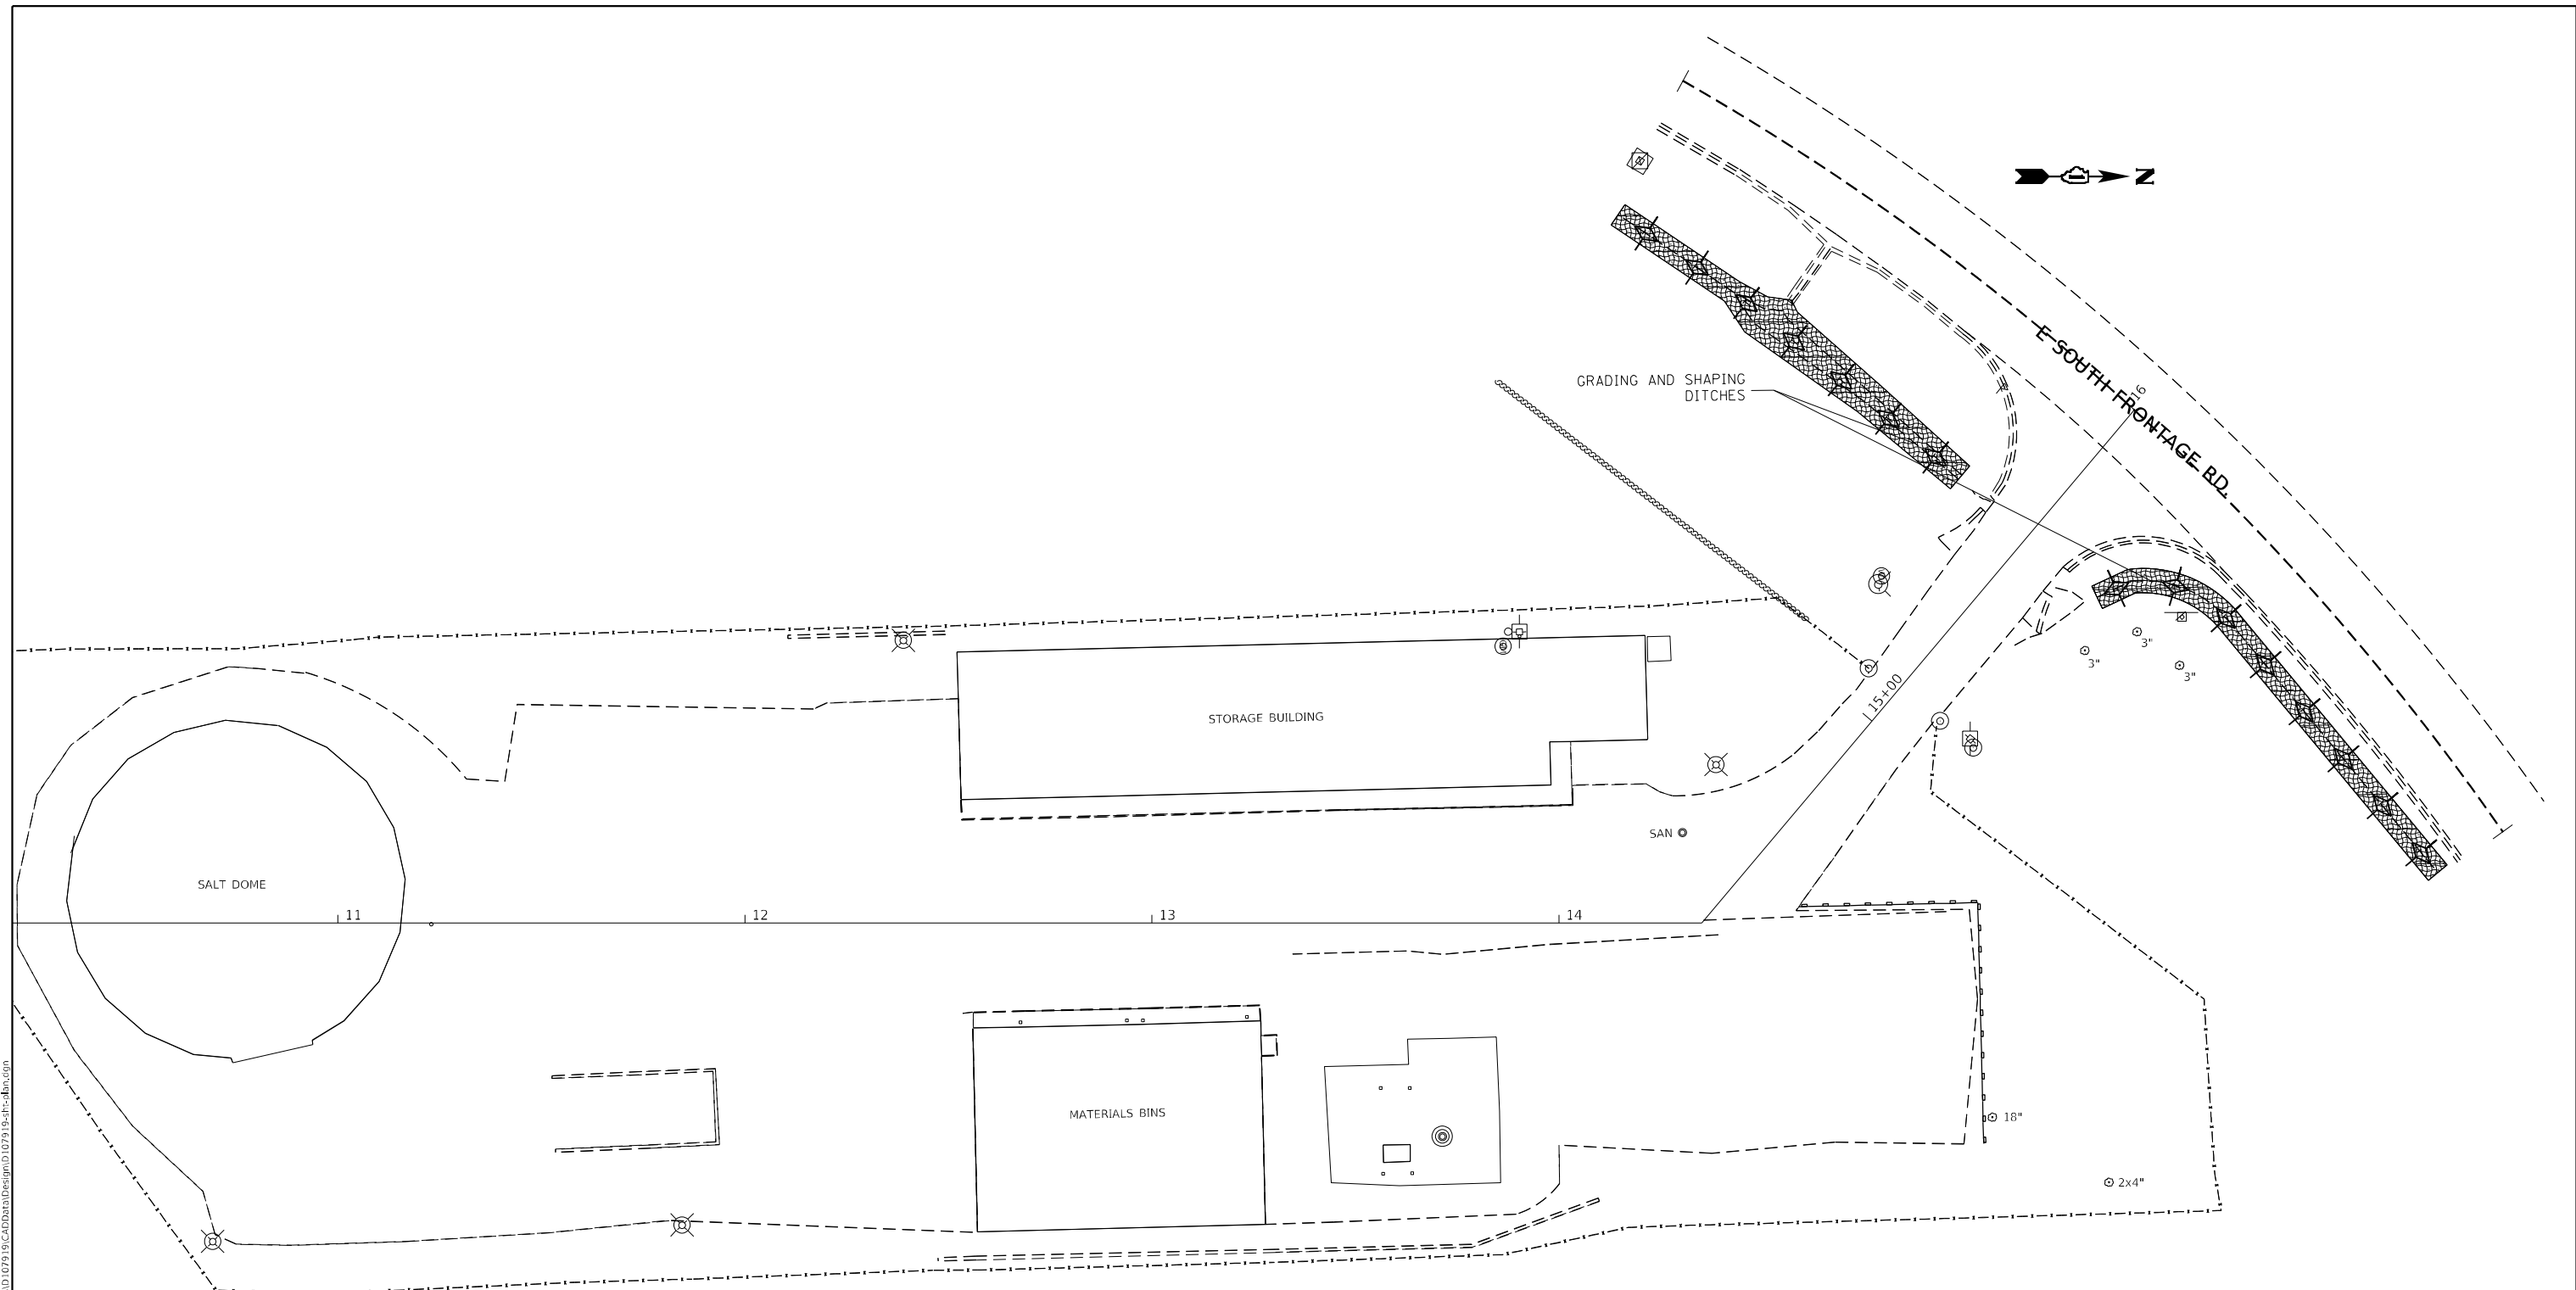 N
E SOUTH FRONTAGE RD.
16
GRADING AND SHAPING
DITCHES
3"
3"
3"
15+00
STORAGE BUILDING
SAN
SALT DOME
11
12
13
14
MATERIALS BINS
18"
2x4"